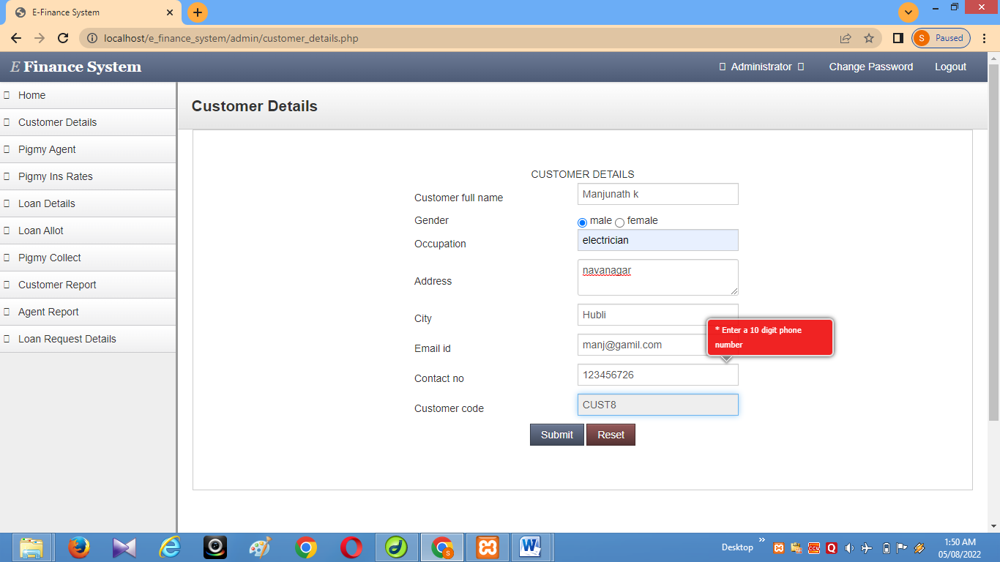 E-Finance System
S Paused
localhost/e_finance_system/admin/customer_details.php
E Finance System
Administrator
Change Password
Logout
Home
Customer Details
Pigmy Agent
Pigmy Ins Rates
Loan Details
Loan Allot
Pigmy Collect
Customer Report
Agent Report
Loan Request Details
Customer Details
CUSTOMER DETAILS
Customer full name Manjunath k
Gender male female
Occupation electrician
Address navanagar
City Hubli
* Enter a 10 digit phone
number
Email id manj@gamil.com
Contact no 123456726
Customer code CUST8
Submit Reset
Desktop
1:50 AM
05/08/2022